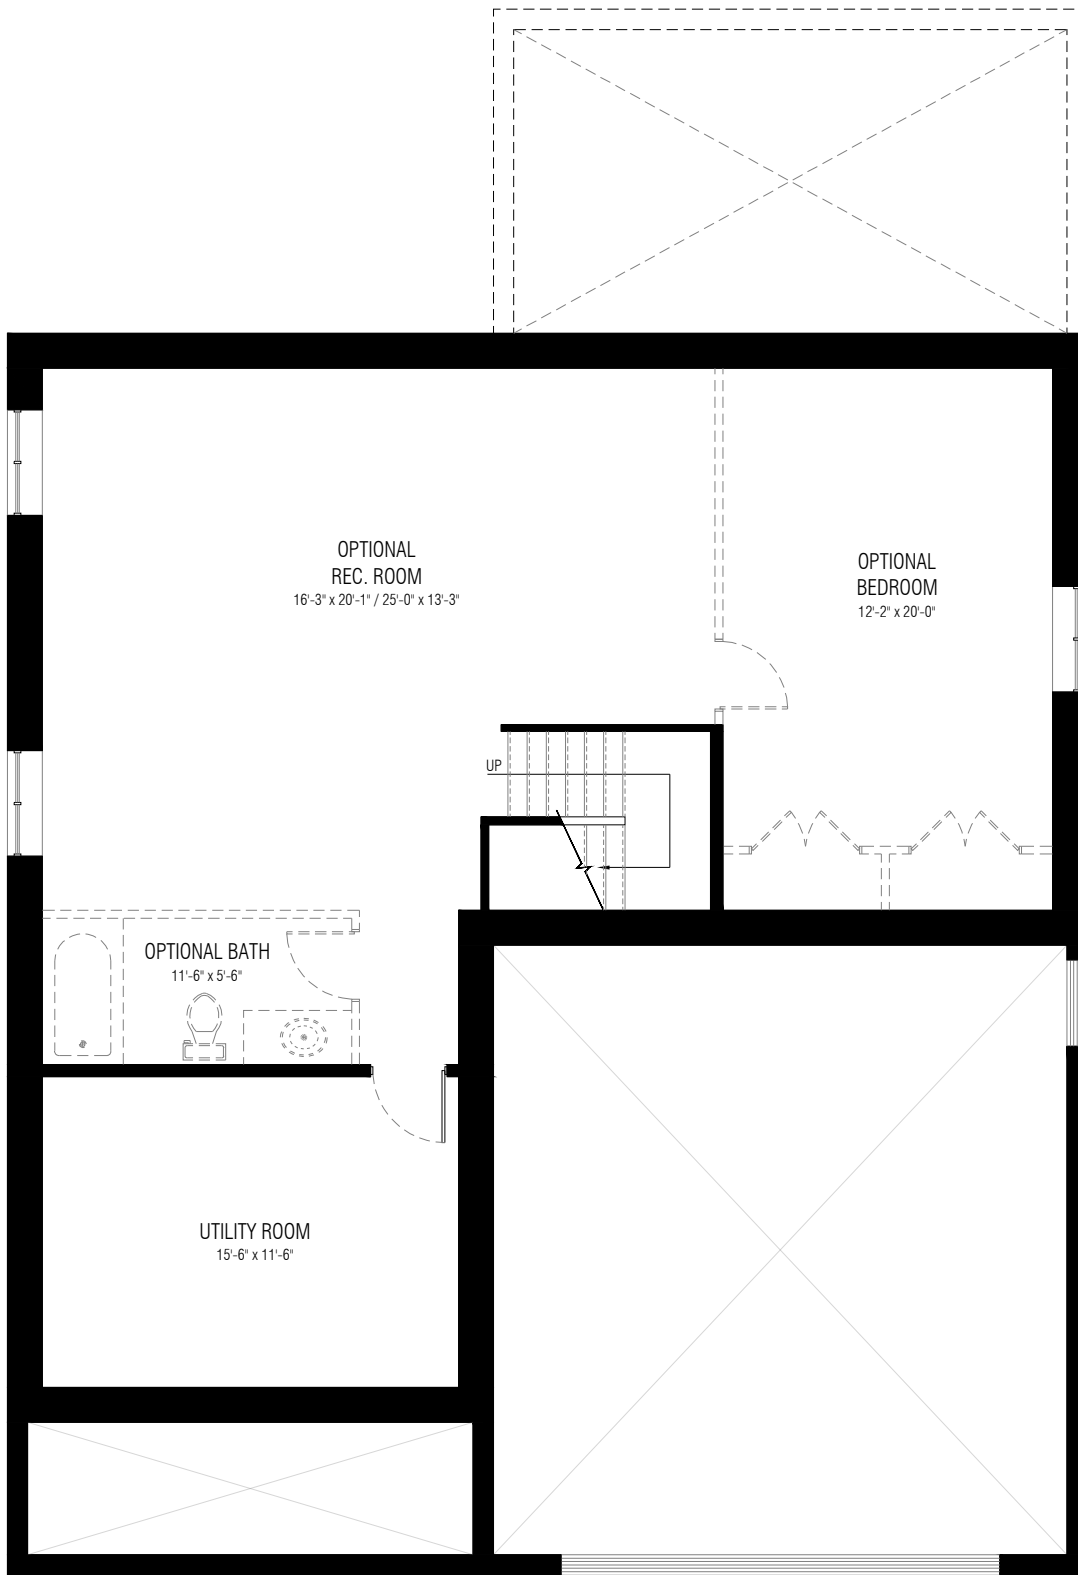 OPTIONAL
REC. ROOM
16'-3" x 20'-1" / 25'-0" x 13'-3"
OPTIONAL
BEDROOM
12'-2" x 20'-0"
UP
OPTIONAL BATH
11'-6" x 5'-6"
UTILITY ROOM
15'-6" x 11'-6"